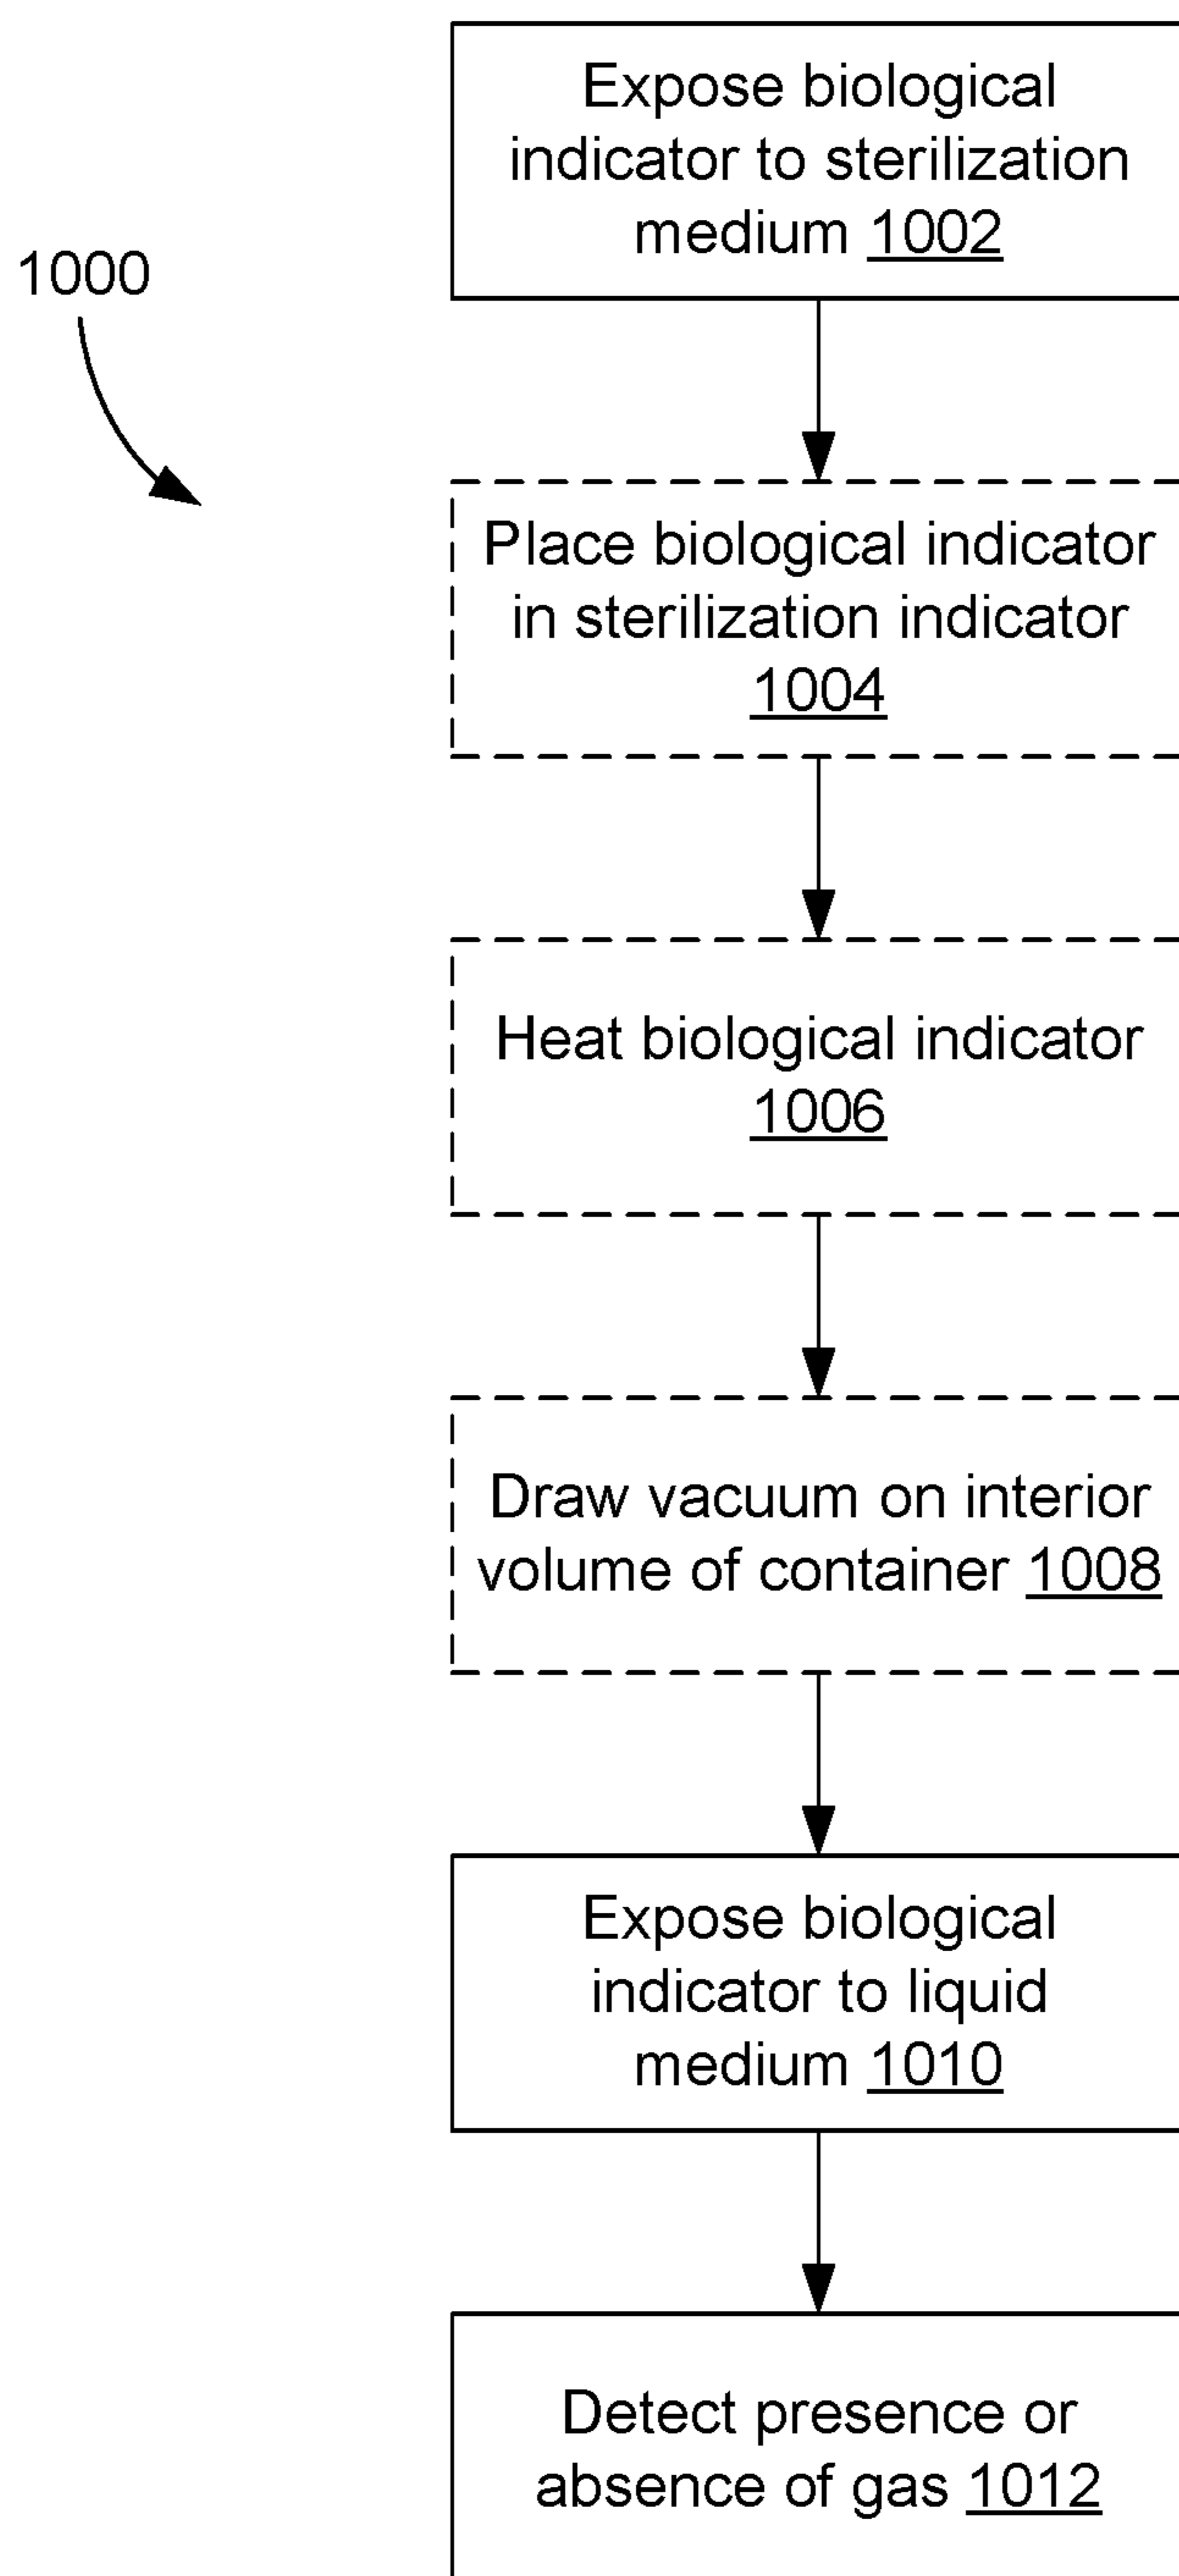 Expose biological
indicator to sterilization
medium 1002
1000
Place biological indicator
in sterilization indicator
1004
Heat biological indicator
1006
Draw vacuum on interior
volume of container 1008
Expose biological
indicator to liquid
medium 1010
Detect presence or
absence of gas 1012